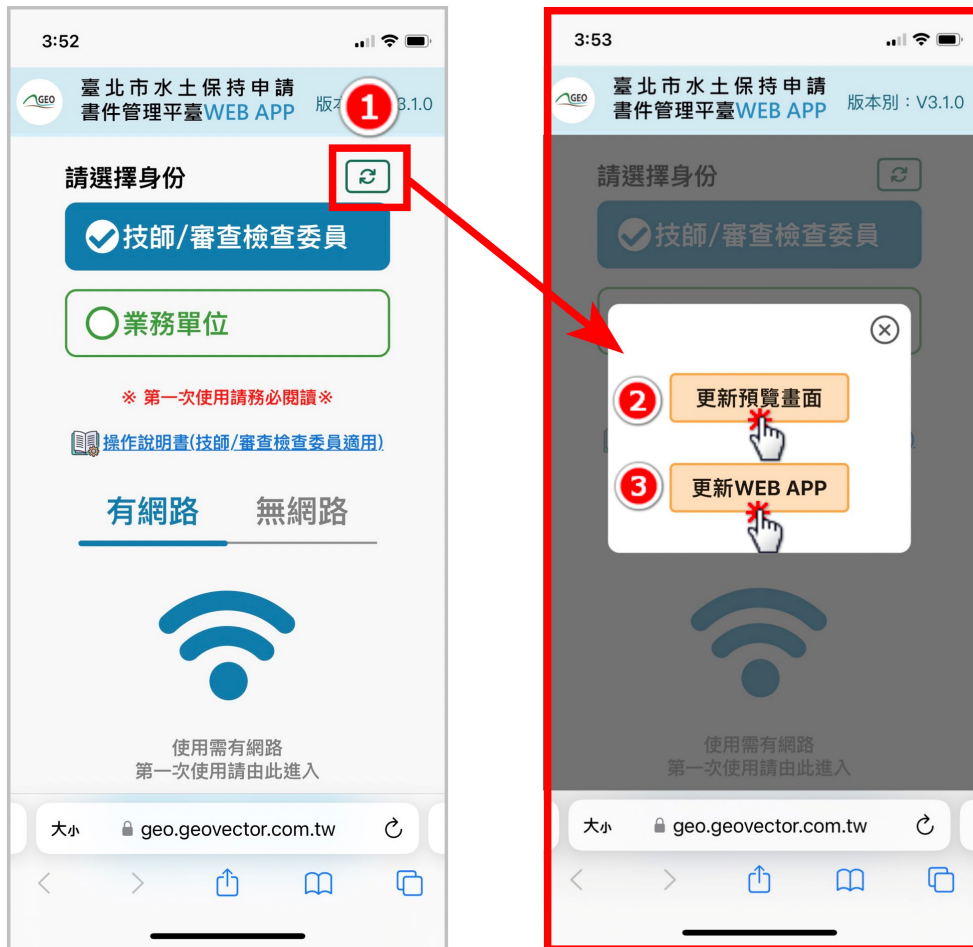 3:52
GEO
臺北市水土保持申請
書件管理平臺WEB APP
版 3.1.0
1
請選擇身份
技師/審查檢查委員
業務單位
※ 第一次使用請務必閱讀※
操作說明書(技師/審查檢查委員適用)
有網路 無網路
使用需有網路
第一次使用請由此進入
大小 geo.geovector.com.tw
3:53
GEO
臺北市水土保持申請
書件管理平臺WEB APP
版本別：V3.1.0
請選擇身份
技師/審查檢查委員
2 更新預覽畫面
3 更新WEB APP
使用需有網路
第一次使用請由此進入
大小 geo.geovector.com.tw